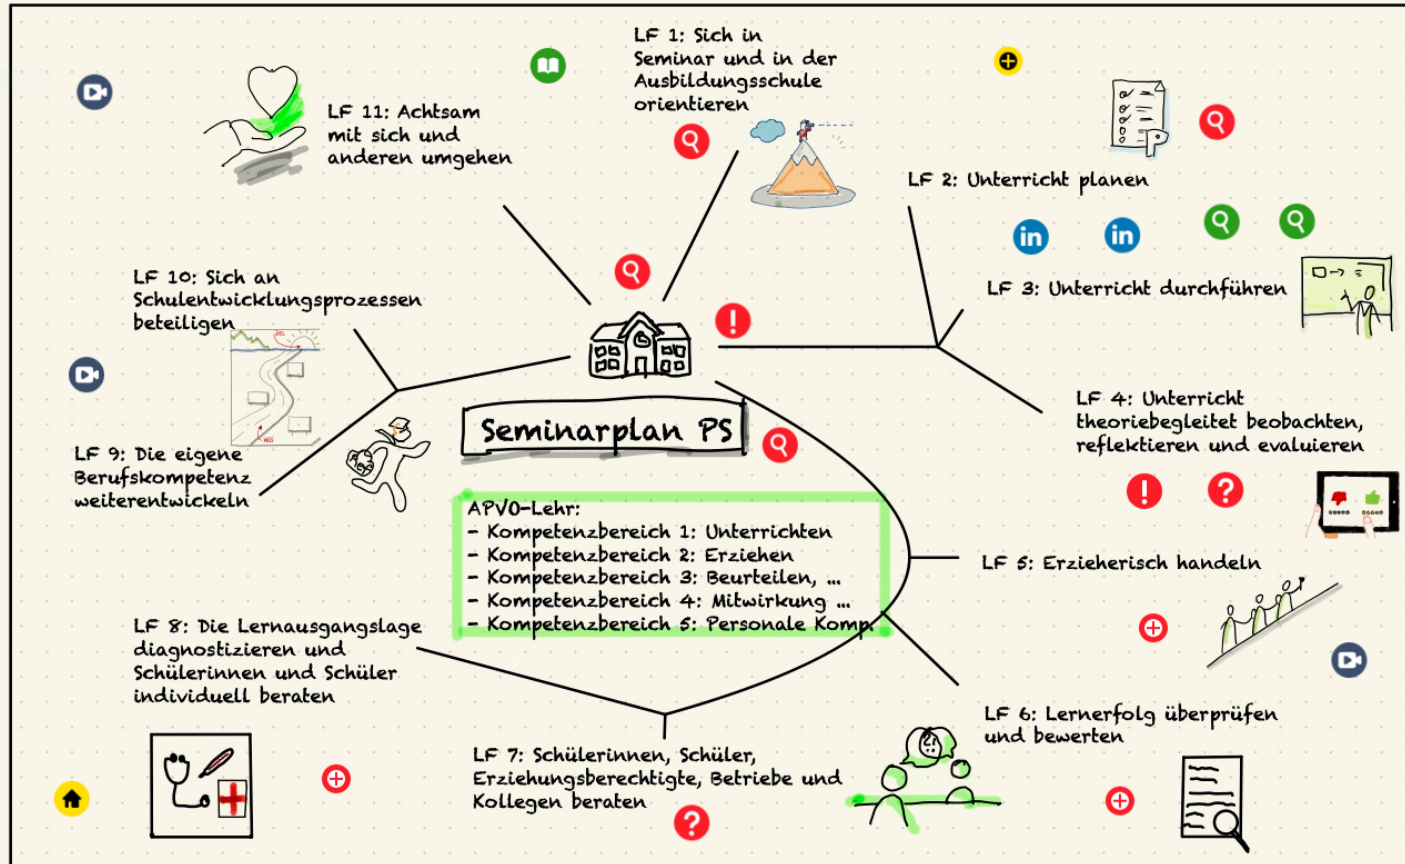 LF 1: Sich in
Seminar und in der
Ausbildungsschule
orientieren
LF 11: Achtsam
mit sich und
anderen umgehen
LF 2: Unterricht planen
in
in
LF 3: Unterricht durchführen
LF 10: Sich an
Schulentwicklungsprozessen
beteiligen
!
Seminarplan PS
LF 4: Unterricht
theoriebegleitet beobachten,
reflektieren und evaluieren
! ?
LF 9: Die eigene
Berufskompetenz
weiterentwickeln
APVO-Lehr:
- Kompetenzbereich 1: Unterrichten
- Kompetenzbereich 2: Erziehen
- Kompetenzbereich 3: Beurteilen, ...
- Kompetenzbereich 4: Mitwirkung ...
- Kompetenzbereich 5: Personale Komp.
LF 5: Erzieherisch handeln
LF 8: Die Lernausgangslage
diagnostizieren und
Schülerinnen und Schüler
individuell beraten
LF 6: Lernerfolg überprüfen
und bewerten
LF 7: Schülerinnen, Schüler,
Erziehungsberechtigte, Betriebe und
Kollegen beraten
?